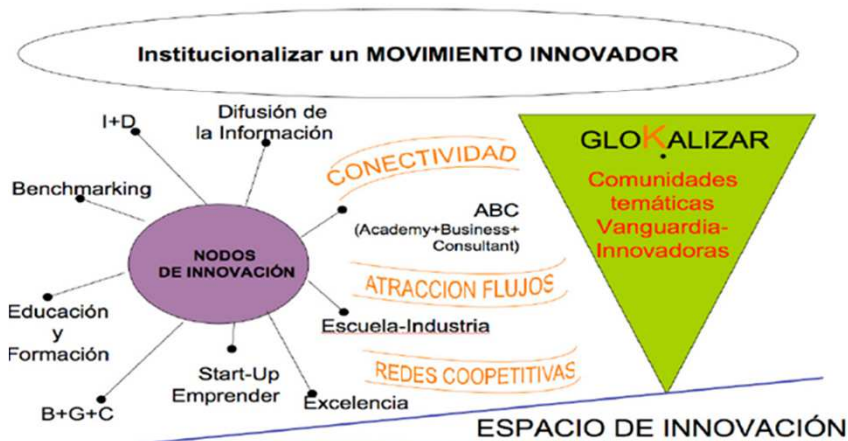 Institucionalizar un MOVIMIENTO INNOVADOR
I+D
Difusión de
la Información
Benchmarking
NODOS
DE INNOVACIÓN
Educación
y
Formación
B+G+C
Start-Up
Emprender
Excelencia
Escuela-Industria
ABC
(Academy+Business+
Consultant)
CONECTIVIDAD
ATRACCION FLUJOS
REDES COOPETITIVAS
GLOKALIZAR
Comunidades
temáticas
Vanguardia-
Innovadoras
ESPACIO DE INNOVACIÓN